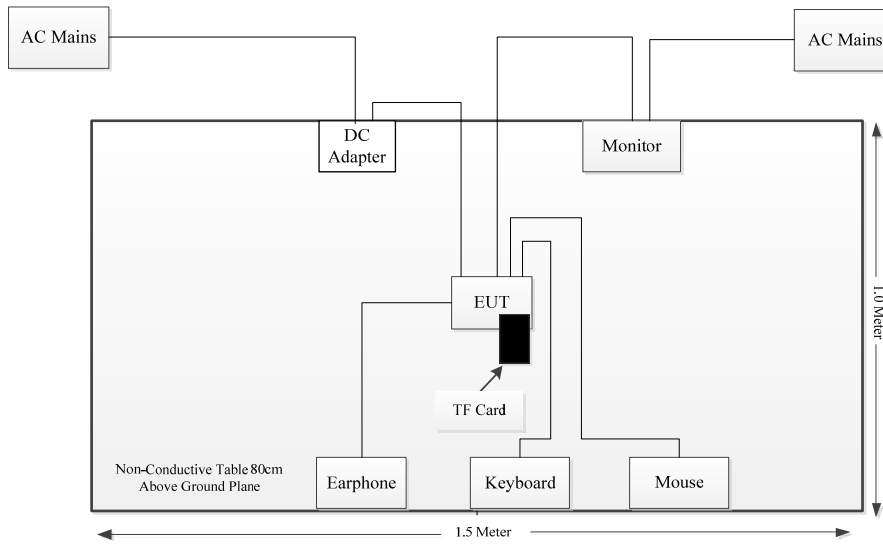 AC Mains
AC Mains
DC
Adapter
Monitor
EUT
1.0 Meter
TF Card
Non-Conductive Table 80cm
Above Ground Plane
Earphone
Keyboard
Mouse
1.5 Meter